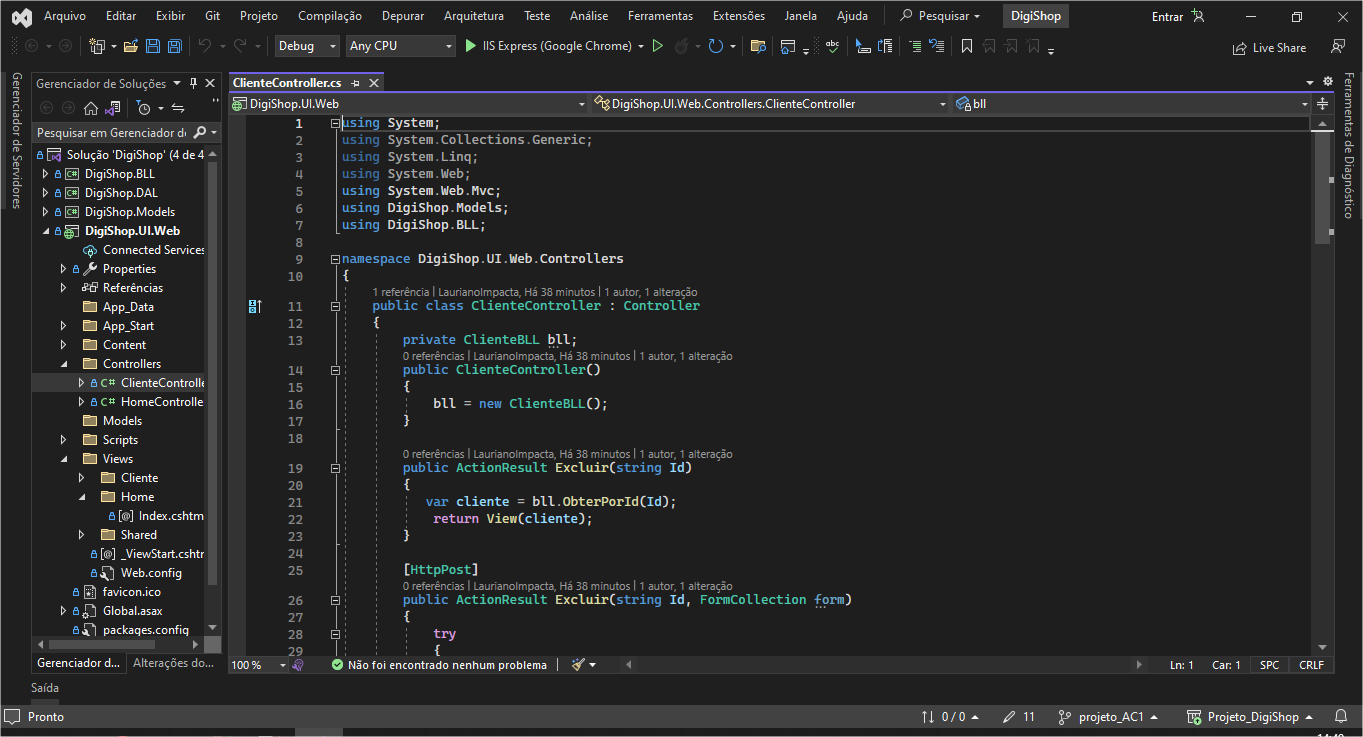 Arquivo Editar Exibir Git Projeto Compilação Depurar Arquitetura Teste Análise Ferramentas Extensões Janela Ajuda Pesquisar DigiShop Entrar
Debug Any CPU IIS Express (Google Chrome) abc Live Share
Gerenciador de Servidores
Gerenciador de Soluções
Pesquisar em Gerenciador de
Solução 'DigiShop' (4 de 4
DigiShop.BLL
DigiShop.DAL
DigiShop.Models
DigiShop.UI.Web
Connected Services
Properties
Referências
App_Data
App_Start
Content
Controllers
C# ClienteControlle
C# HomeControlle
Models
Scripts
Views
Cliente
Home
[@] Index.cshtm
Shared
[@] _ViewStart.cshtr
Web.config
favicon.ico
Global.asax
packages.config
Gerenciador d... Alterações do...
ClienteController.cs
DigiShop.UI.Web DigiShop.UI.Web.Controllers.ClienteController bll
1 using System;
2 using System.Collections.Generic;
3 using System.Linq;
4 using System.Web;
5 using System.Web.Mvc;
6 using DigiShop.Models;
7 using DigiShop.BLL;
8
9 namespace DigiShop.UI.Web.Controllers
10 {
1 referência | LaurianoImpacta, Há 38 minutos | 1 autor, 1 alteração
11 public class ClienteController : Controller
12 {
13 private ClienteBLL bll;
0 referências | LaurianoImpacta, Há 38 minutos | 1 autor, 1 alteração
14 public ClienteController()
15 {
16 bll = new ClienteBLL();
17 }
18
0 referências | LaurianoImpacta, Há 38 minutos | 1 autor, 1 alteração
19 public ActionResult Excluir(string Id)
20 {
21 var cliente = bll.ObterPorId(Id);
22 return View(cliente);
23 }
24
25 [HttpPost]
0 referências | LaurianoImpacta, Há 38 minutos | 1 autor, 1 alteração
26 public ActionResult Excluir(string Id, FormCollection form)
27 {
28 try
29 {
100 % Não foi encontrado nenhum problema Ln: 1 Car: 1 SPC CRLF
Ferramentas de Diagnóstico
Saída
Pronto 0 / 0 11 projeto_AC1 Projeto_DigiShop